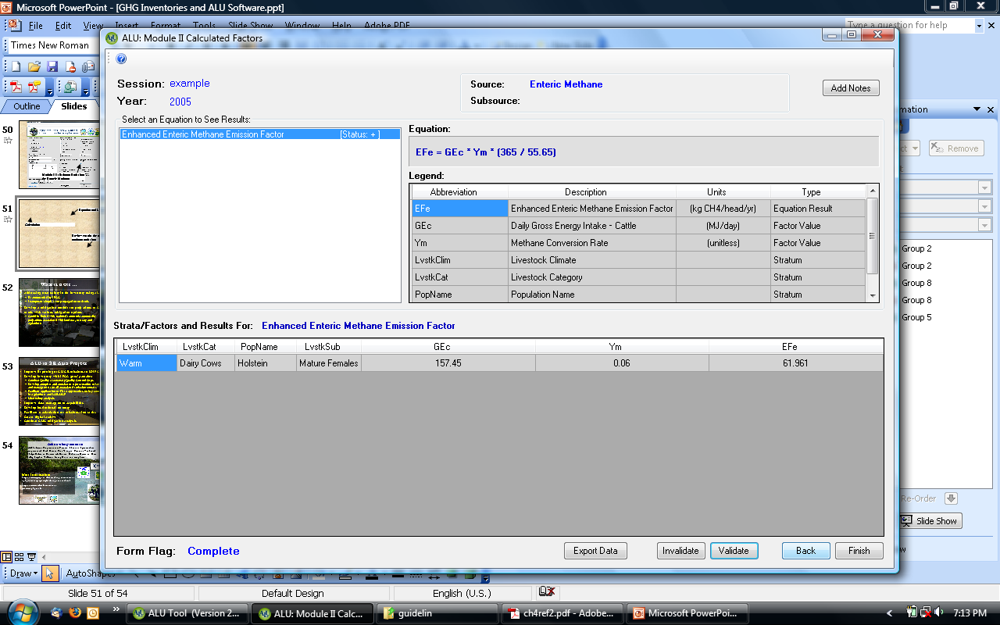 Microsoft PowerPoint - [GHG Inventories and ALU Software.ppt]
File Edit View Insert Format Tools Slide Show Window Help Adobe PDF
Type a question for help
Times New Roman
ALU: Module II Calculated Factors
Session: example
Year: 2005
Source: Enteric Methane
Subsource:
Add Notes
Select an Equation to See Results:
Enhanced Enteric Methane Emission Factor [Status: + ]
Equation:
EFe = GEc * Ym * (365 / 55.65)
Legend:
Abbreviation Description Units Type
EFe Enhanced Enteric Methane Emission Factor (kg CH4/head/yr) Equation Result
GEc Daily Gross Energy Intake - Cattle (MJ/day) Factor Value
Ym Methane Conversion Rate (unitless) Factor Value
LvstkClim Livestock Climate Stratum
LvstkCat Livestock Category Stratum
PopName Population Name Stratum
Strata/Factors and Results For: Enhanced Enteric Methane Emission Factor
LvstkClim LvstkCat PopName LvstkSub GEc Ym EFe
Warm Dairy Cows Holstein Mature Females 157.45 0.06 61.961
Form Flag: Complete
Export Data Invalidate Validate Back Finish
Outline Slides
50
51
52
53
54
Remove
Group 2
Group 2
Group 8
Group 8
Group 5
Re-Order
Slide Show
Draw AutoShapes
Slide 51 of 54 Default Design English (U.S.)
ALU Tool (Version 2... ALU: Module II Calc... guidelin ch4ref2.pdf - Adobe... Microsoft PowerPoi... 7:13 PM